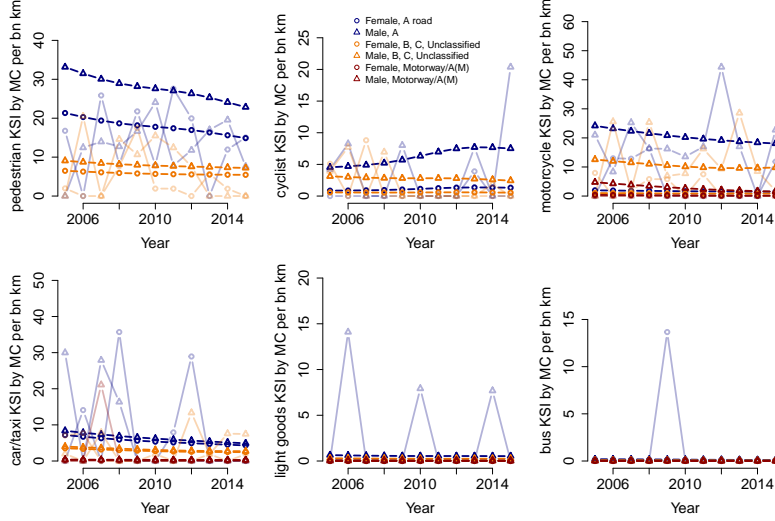 pedestrian KSI by MC per bn km
40
30
20
10
0
2006
2010
2014
Year
cyclist KSI by MC per bn km
25
20
15
10
5
0
2006
2010
2014
Year
Female, A road
Male, A
Female, B, C, Unclassified
Male, B, C, Unclassified
Female, Motorway/A(M)
Male, Motorway/A(M)
motorcycle KSI by MC per bn km
60
50
40
30
20
10
0
2006
2010
2014
Year
car/taxi KSI by MC per bn km
50
40
30
20
10
0
2006
2010
2014
Year
light goods KSI by MC per bn km
20
15
10
5
0
2006
2010
2014
Year
bus KSI by MC per bn km
15
10
5
0
2006
2010
2014
Year